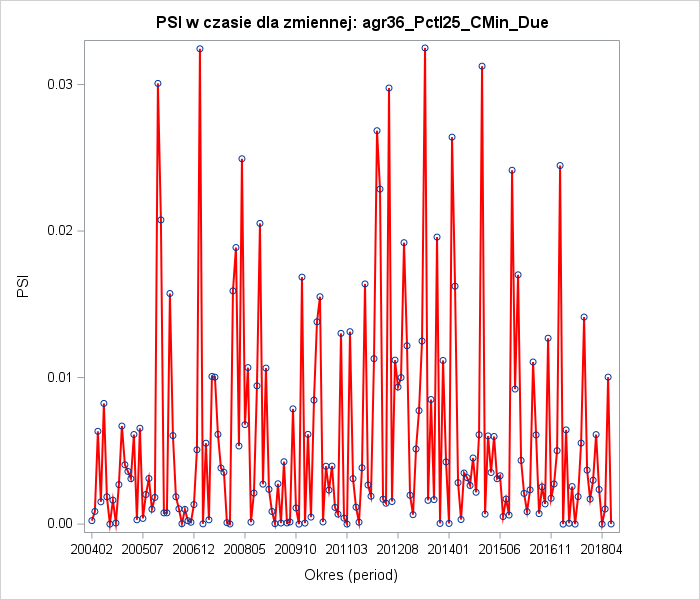 PSI w czasie dla zmiennej: agr36_Pctl25_CMin_Due
0.03
0.02
PSI
0.01
0.00
200402 200507 200612 200805 200910 201103 201208 201401 201506 201611 201804
Okres (period)